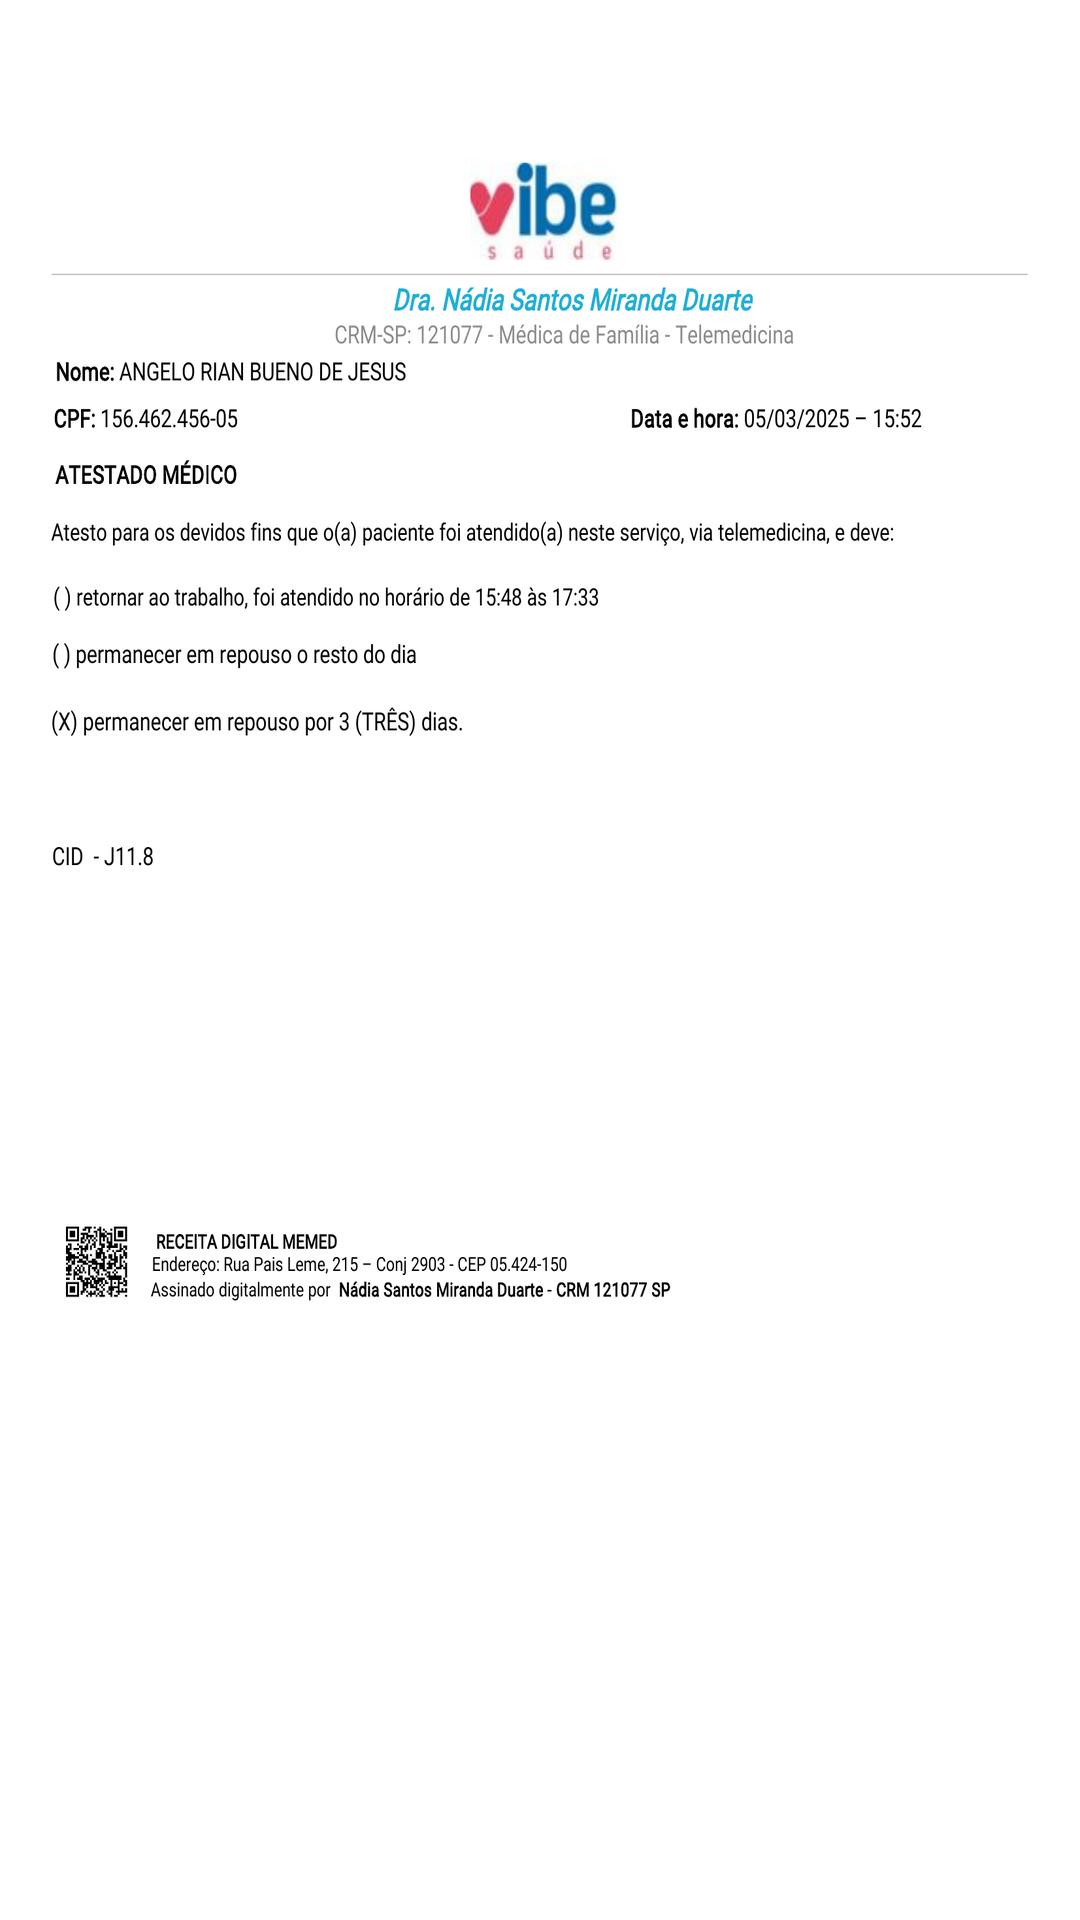 vibe
saúde
Dra. Nádia Santos Miranda Duarte
CRM-SP: 121077 - Médica de Família - Telemedicina
Nome: ANGELO RIAN BUENO DE JESUS
CPF: 156.462.456-05 Data e hora: 05/03/2025 – 15:52
ATESTADO MÉDICO
Atesto para os devidos fins que o(a) paciente foi atendido(a) neste serviço, via telemedicina, e deve:
( ) retornar ao trabalho, foi atendido no horário de 15:48 às 17:33
( ) permanecer em repouso o resto do dia
(X) permanecer em repouso por 3 (TRÊS) dias.
CID - J11.8
RECEITA DIGITAL MEMED
Endereço: Rua Pais Leme, 215 – Conj 2903 - CEP 05.424-150
Assinado digitalmente por Nádia Santos Miranda Duarte - CRM 121077 SP